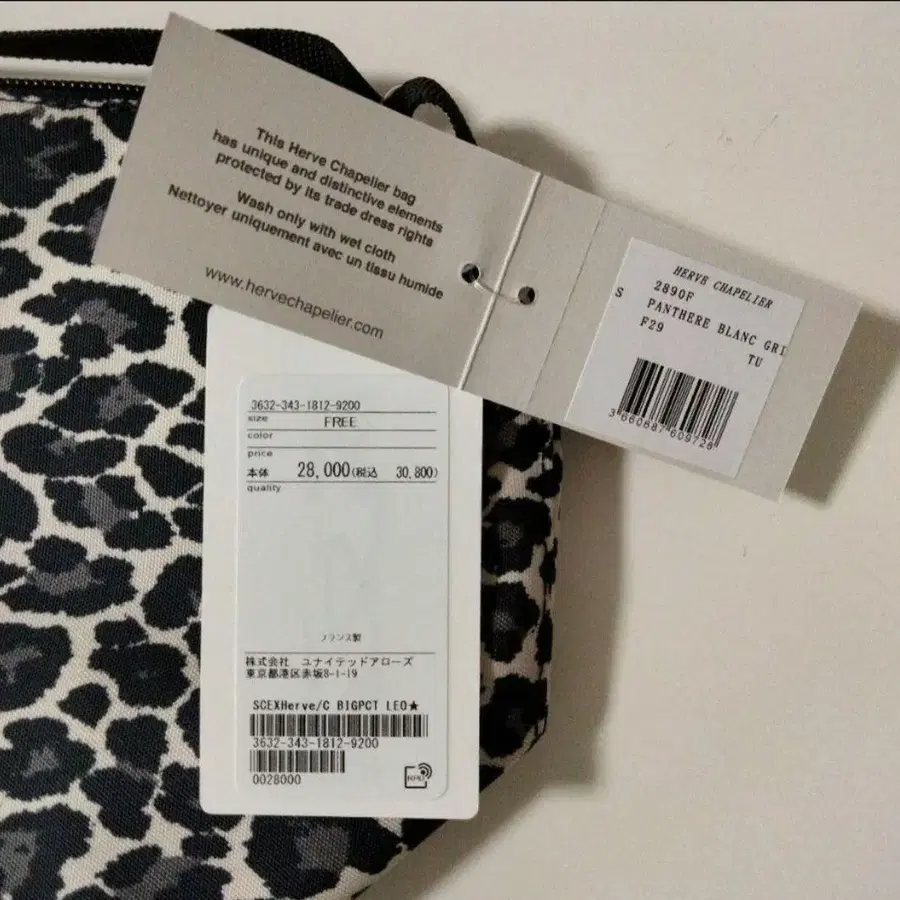 This Herve Chapelier bag
has unique and distinctive elements
protected by its trade dress rights
Wash only with wet cloth
Nettoyer uniquement avec un tissu humide
www.hervechapelier.com
HERVE CHAPELIER
2890F
S PANTHERE BLANC GRI
F29
TU
3 660887 609728
3632-343-1812-9200
size FREE
color
price
本体 28,000(税込 30,800)
quality
フランス製
株式会社 ユナイテッドアローズ
東京都港区赤坂8-1-19
SCEXHerve/C BIGPCT LEO★
3632-343-1812-9200
0028000
RFID